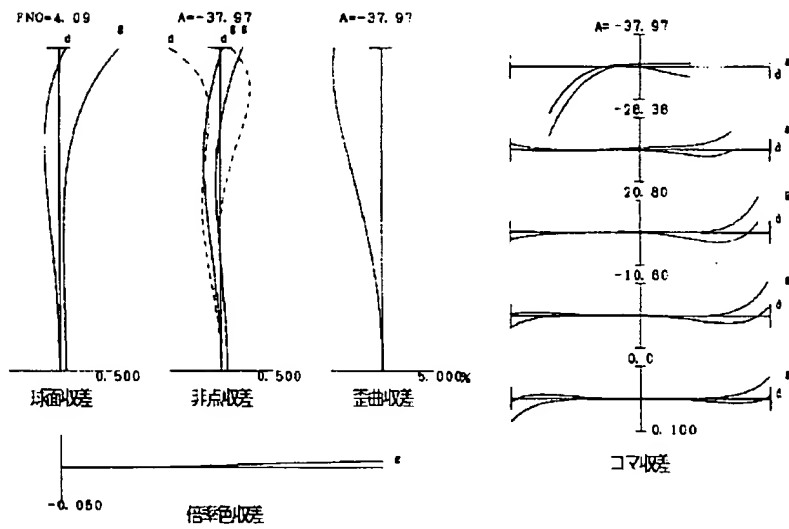 FNO=4.09
A=-37.97
A=-37.97
d g
d d g g
0.500
0.500
5.000%
球面収差
非点収差
歪曲収差
g
-0.050
倍率色収差
A=-37.97
g
d
-28.38
g
d
20.80
g
d
-10.60
g
d
0.0
g
d
0.100
コマ収差